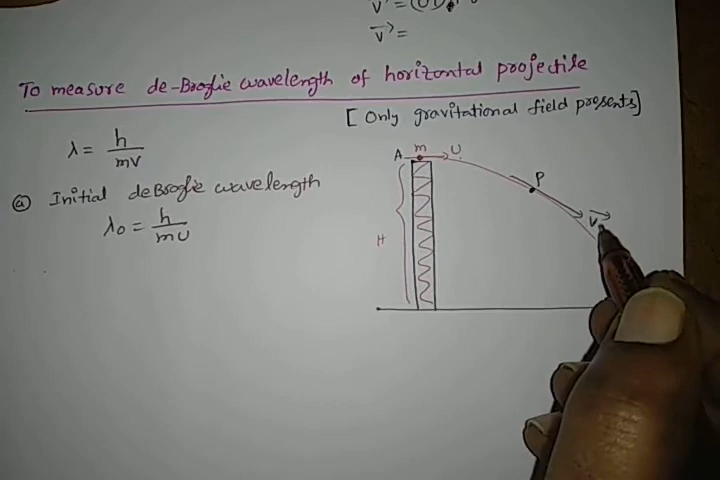 V⃗ =
To measure de-Broglie wavelength of horizontal projectile
[Only gravitational field presents]
λ = h/mv
A m U
P
V⃗
H
ⓐ Initial deBroglie wavelength
λ₀ = h/mU